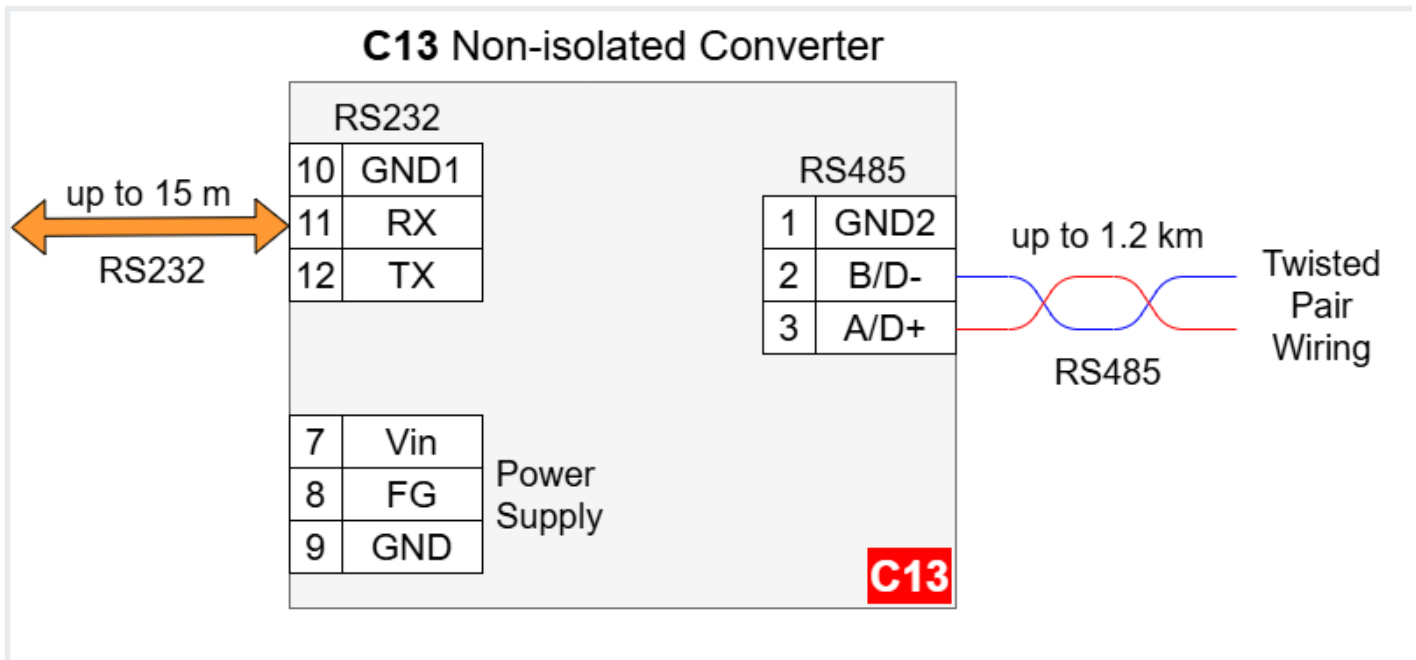 C13 Non-isolated Converter
RS232
10 GND1
11 RX
12 TX
up to 15 m
RS232
RS485
1 GND2
2 B/D-
3 A/D+
up to 1.2 km
RS485
Twisted
Pair
Wiring
7 Vin
8 FG
9 GND
Power
Supply
C13